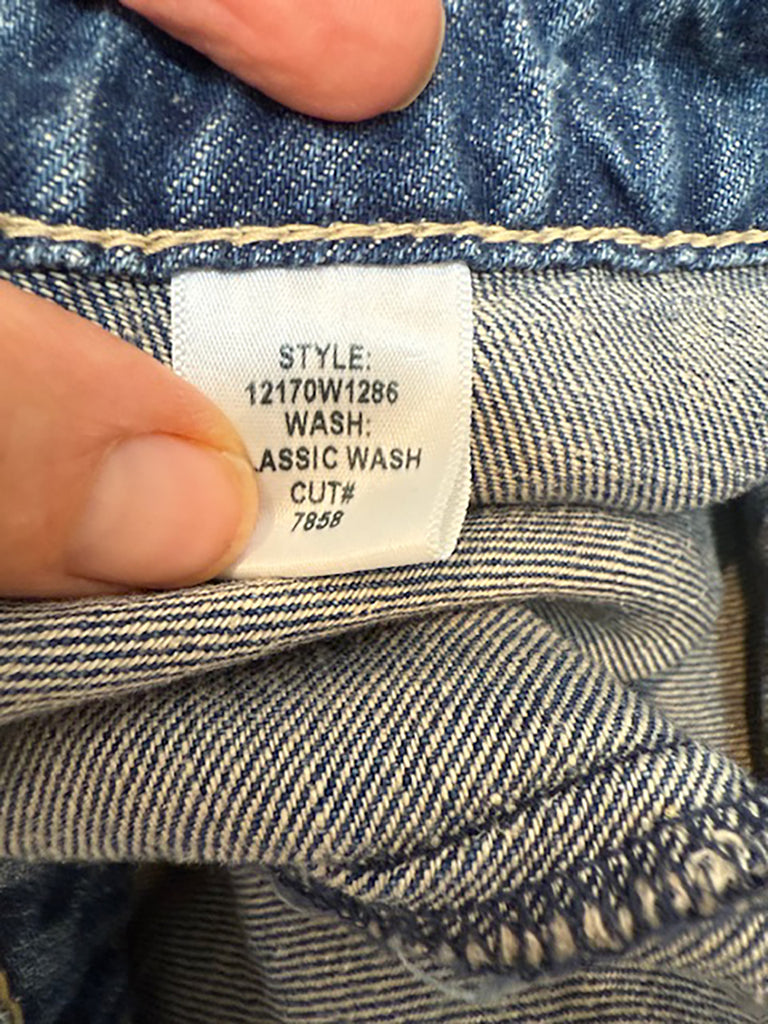 STYLE:
12170W1286
WASH:
LASSIC WASH
CUT#
7858